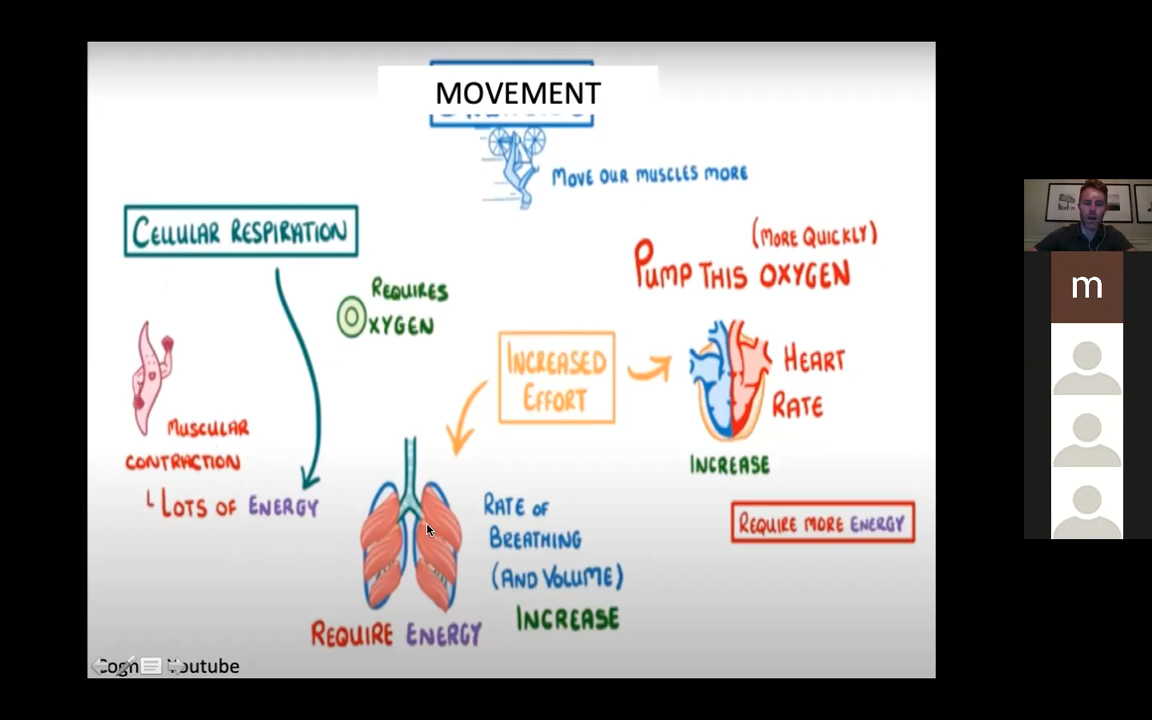 MOVEMENT
MOVE OUR MUSCLES MORE
CELLULAR RESPIRATION
(MORE QUICKLY)
PUMP THIS OXYGEN
REQUIRES
OXYGEN
INCREASED
EFFORT
HEART
RATE
INCREASE
MUSCULAR
CONTRACTION
LOTS OF ENERGY
RATE OF
BREATHING
(AND VOLUME)
INCREASE
REQUIRE MORE ENERGY
REQUIRE ENERGY
Youtube
m